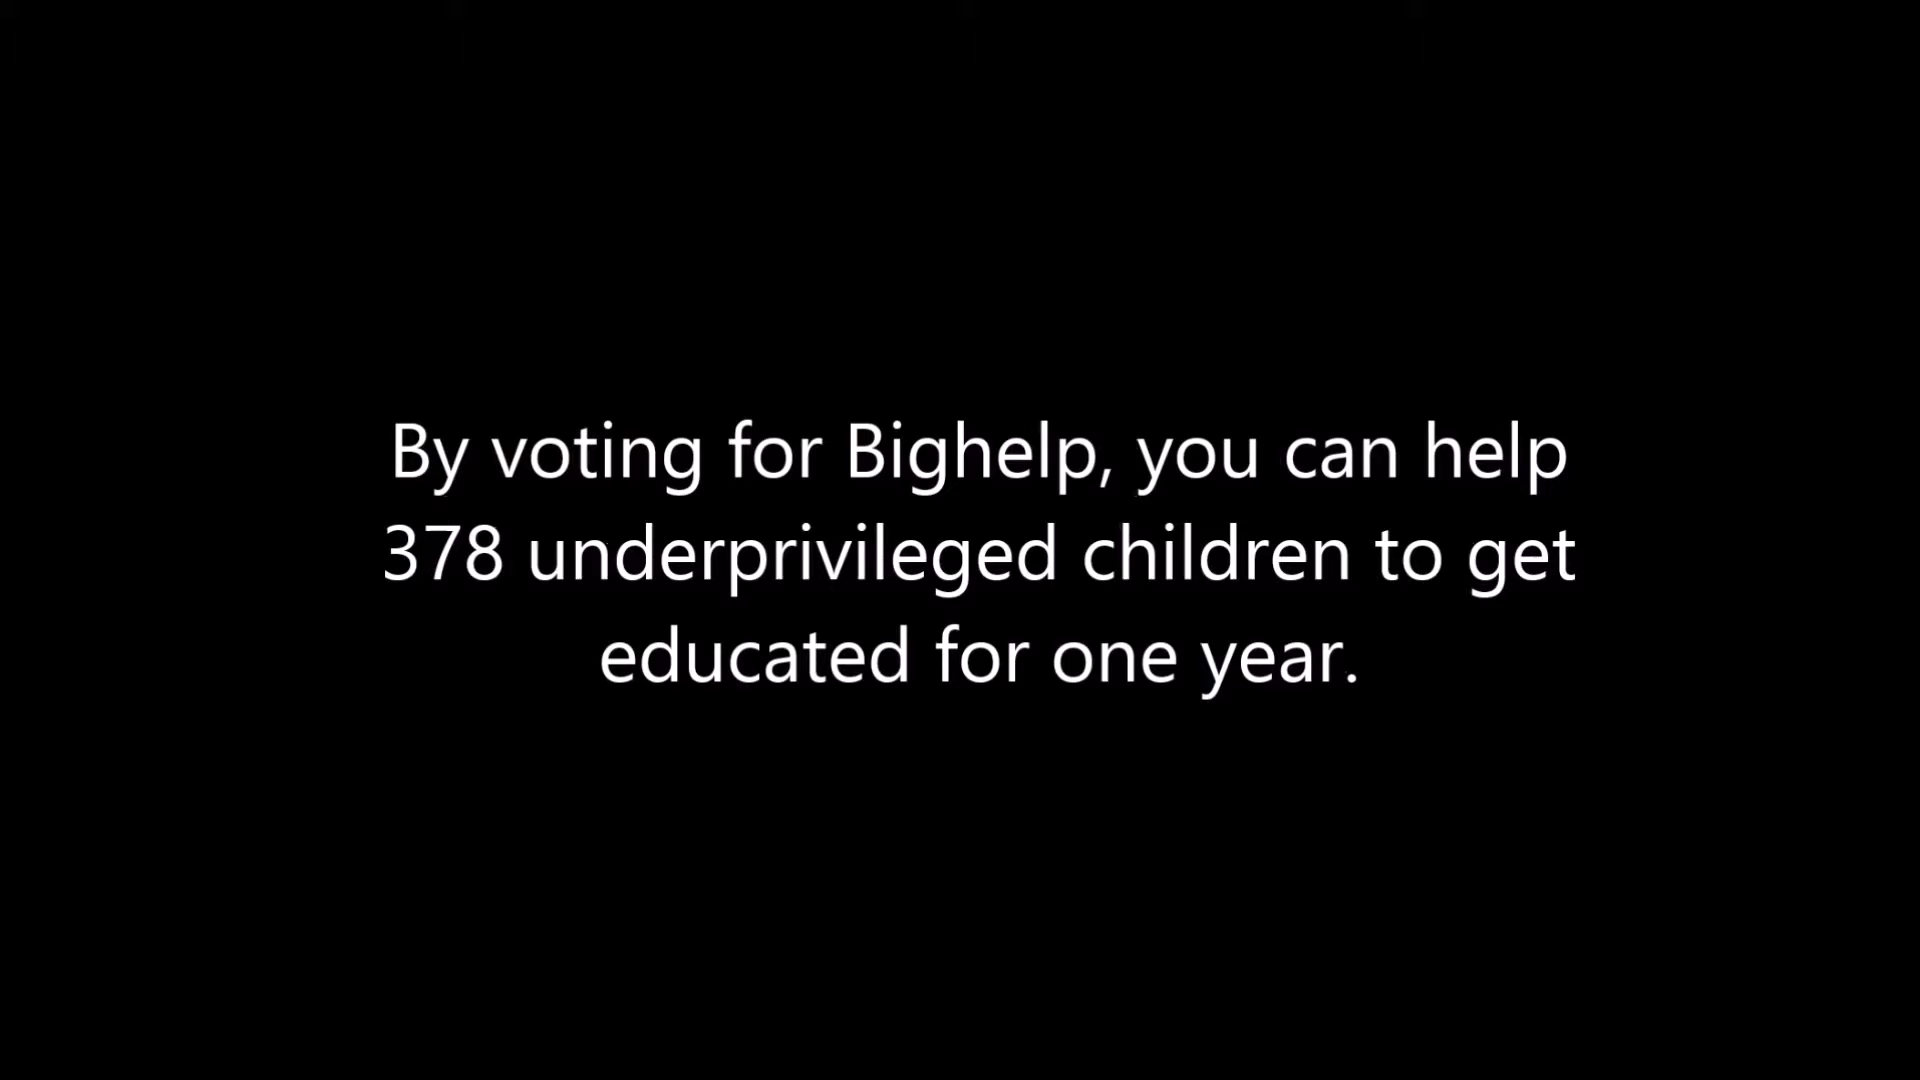 By voting for Bighelp, you can help
378 underprivileged children to get
educated for one year.